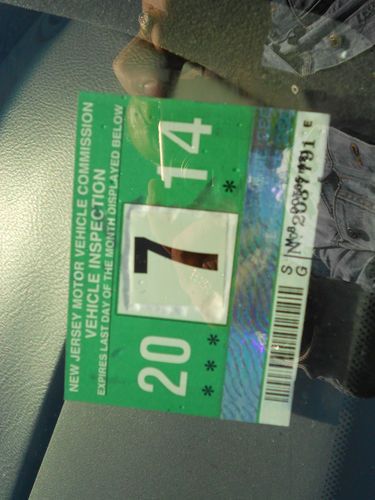 NEW JERSEY MOTOR VEHICLE COMMISSION
VEHICLE INSPECTION
EXPIRES LAST DAY OF THE MONTH DISPLAYED BELOW
20 7 14
*** *
S
G